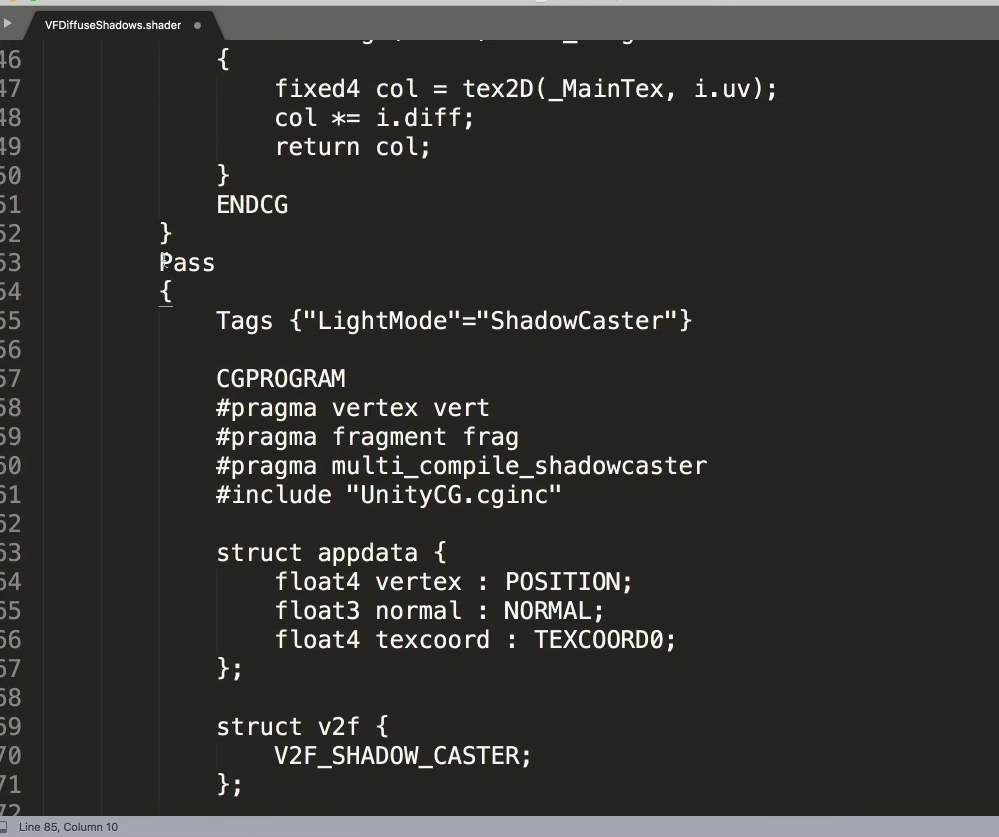 VFDiffuseShadows.shader
46 {
47 fixed4 col = tex2D(_MainTex, i.uv);
48 col *= i.diff;
49 return col;
50 }
51 ENDCG
52 }
53 Pass
54 {
55 Tags {"LightMode"="ShadowCaster"}
56
57 CGPROGRAM
58 #pragma vertex vert
59 #pragma fragment frag
60 #pragma multi_compile_shadowcaster
61 #include "UnityCG.cginc"
62
63 struct appdata {
64 float4 vertex : POSITION;
65 float3 normal : NORMAL;
66 float4 texcoord : TEXCOORD0;
67 };
68
69 struct v2f {
70 V2F_SHADOW_CASTER;
71 };
72
Line 85, Column 10